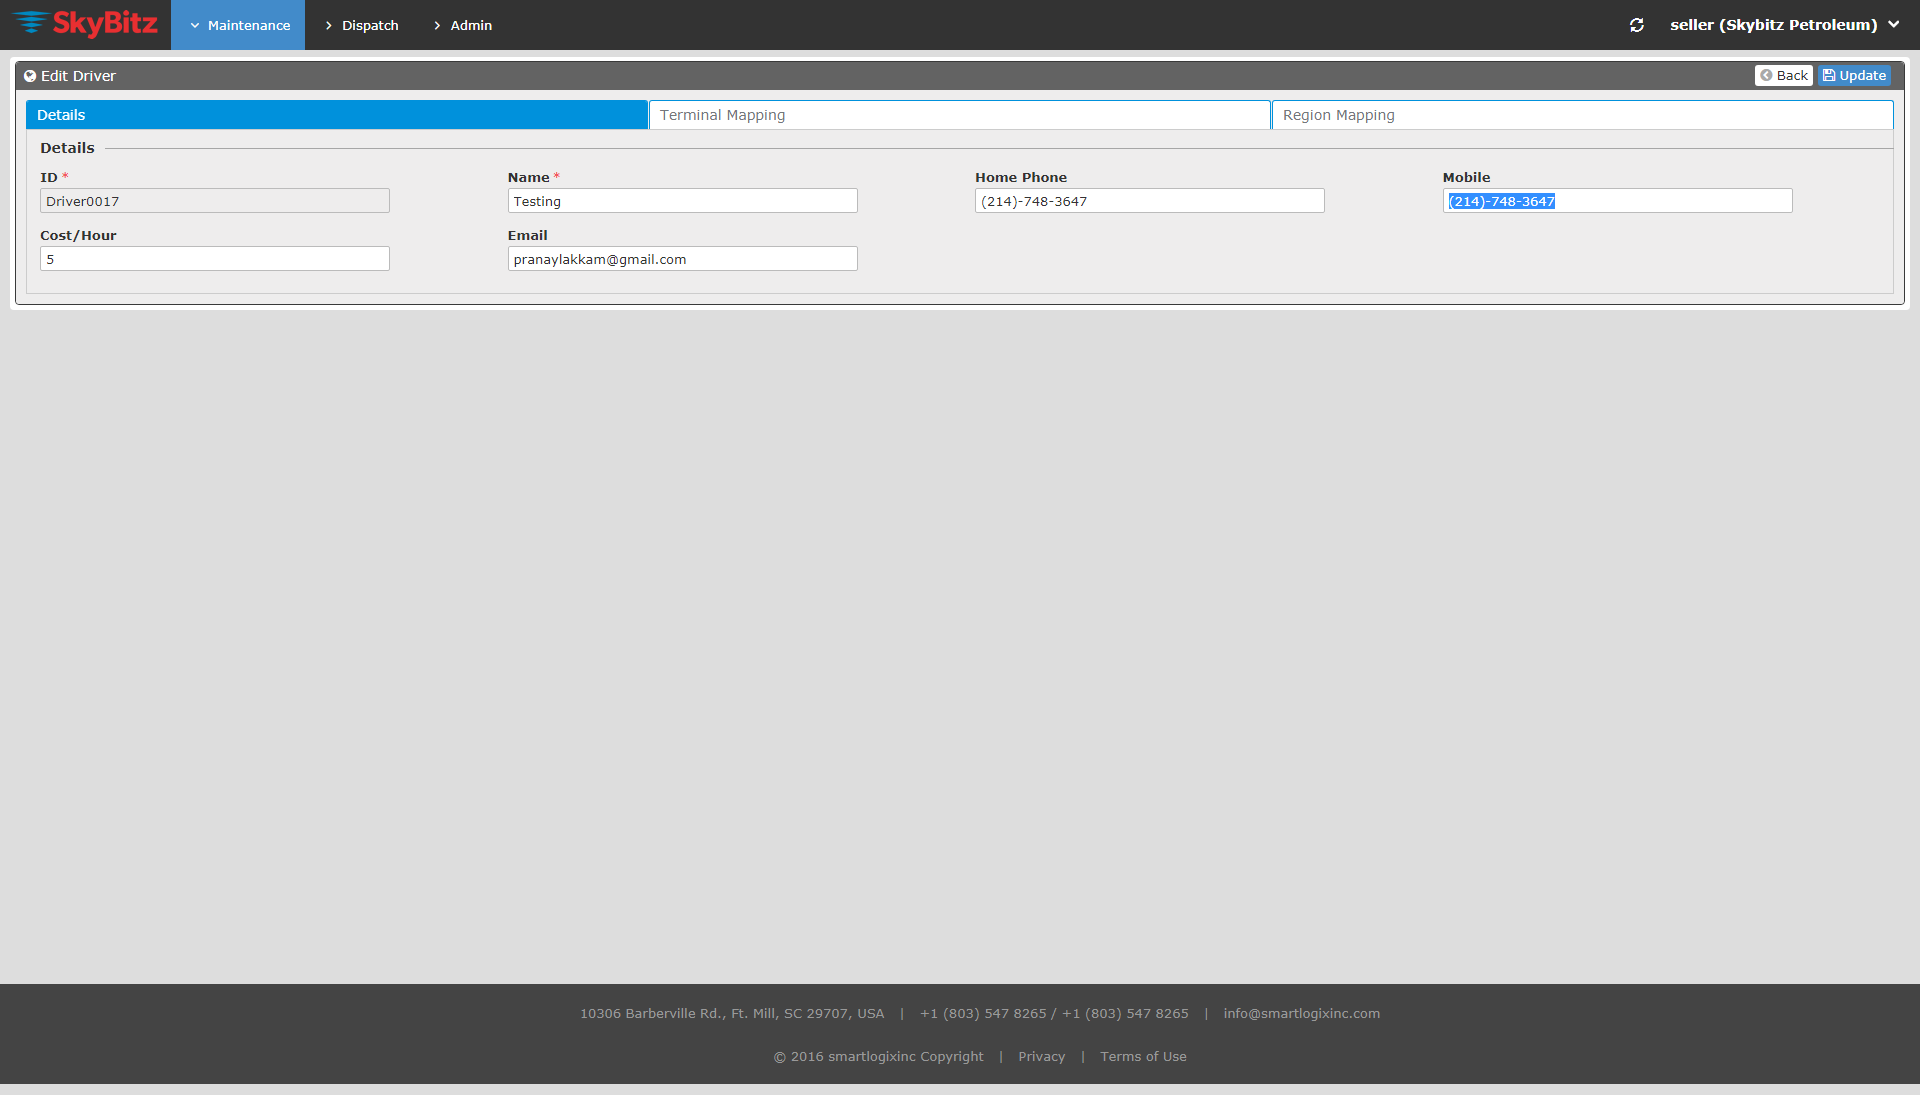 SkyBitz Maintenance Dispatch Admin seller (Skybitz Petroleum)
Edit Driver Back Update
Details Terminal Mapping Region Mapping
Details
ID * Name * Home Phone Mobile
Driver0017 Testing (214)-748-3647 (214)-748-3647
Cost/Hour Email
5 pranaylakkam@gmail.com
10306 Barberville Rd., Ft. Mill, SC 29707, USA | +1 (803) 547 8265 / +1 (803) 547 8265 | info@smartlogixinc.com
© 2016 smartlogixinc Copyright | Privacy | Terms of Use